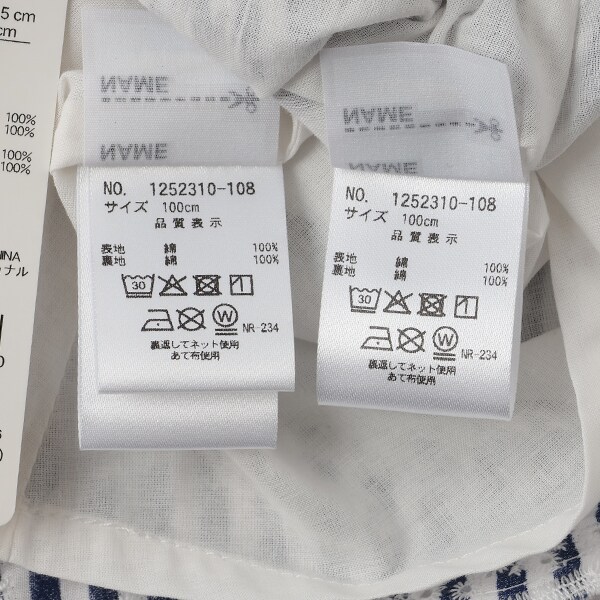 5 cm
cm
100%
100%
100%
100%
INA
ナル
NAME
NAME
NO. 1252310-108
サイズ 100cm
品質表示
表地 綿 100%
裏地 綿 100%
30
W
NR-234
裏返してネット使用
あて布使用
NAME
NAME
NO. 1252310-108
サイズ 100cm
品質表示
表地 綿 100%
裏地 綿 100%
30
W
NR-234
裏返してネット使用
あて布使用